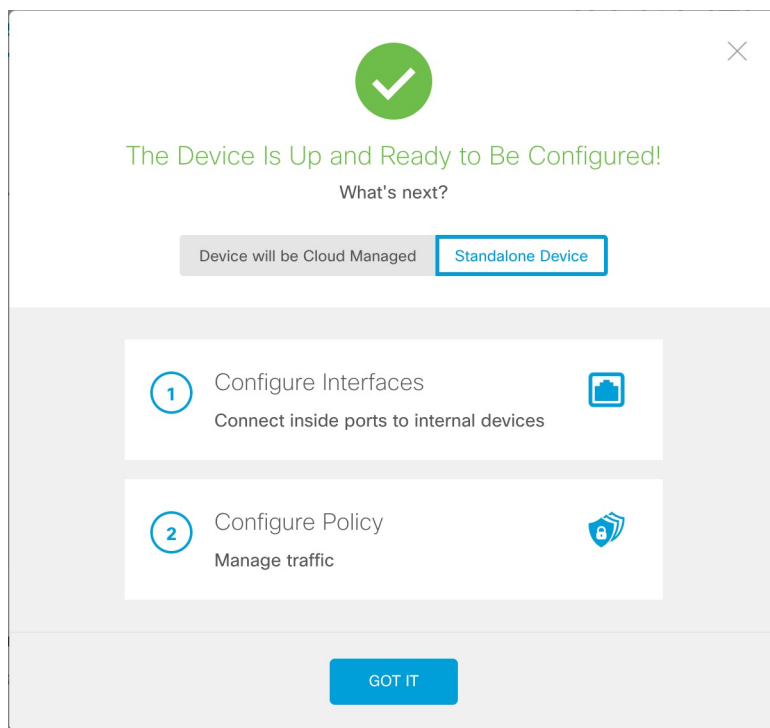 The Device Is Up and Ready to Be Configured!
What's next?
Device will be Cloud Managed
Standalone Device
1
Configure Interfaces
Connect inside ports to internal devices
2
Configure Policy
Manage traffic
GOT IT